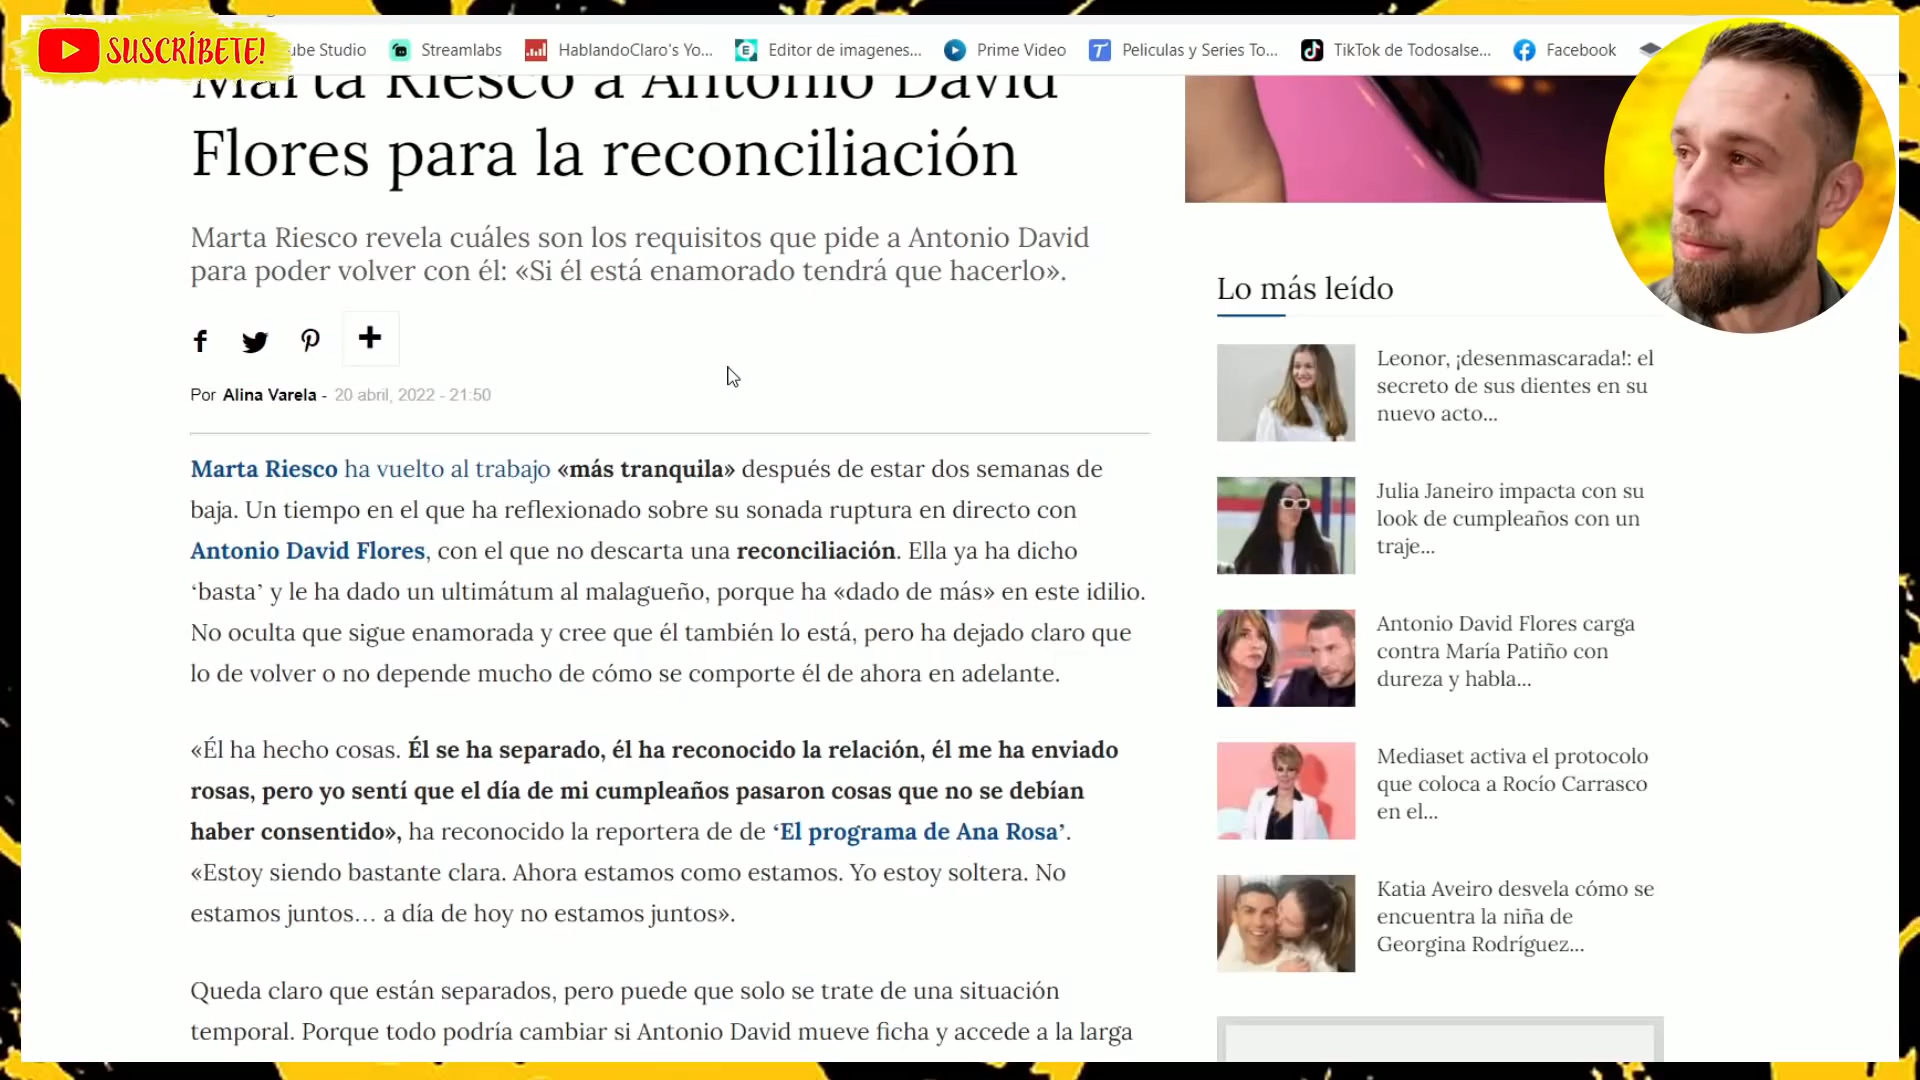 SUSCRÍBETE!
ube Studio
Streamlabs
HablandoClaro's Yo...
Editor de imagenes...
Prime Video
Peliculas y Series To...
TikTok de Todosalse...
Facebook
Marta Riesco a Antonio David
Flores para la reconciliación
Marta Riesco revela cuáles son los requisitos que pide a Antonio David
para poder volver con él: «Si él está enamorado tendrá que hacerlo».
Por Alina Varela - 20 abril, 2022 - 21:50
Marta Riesco ha vuelto al trabajo «más tranquila» después de estar dos semanas de
baja. Un tiempo en el que ha reflexionado sobre su sonada ruptura en directo con
Antonio David Flores, con el que no descarta una reconciliación. Ella ya ha dicho
‘basta’ y le ha dado un ultimátum al malagueño, porque ha «dado de más» en este idilio.
No oculta que sigue enamorada y cree que él también lo está, pero ha dejado claro que
lo de volver o no depende mucho de cómo se comporte él de ahora en adelante.
«Él ha hecho cosas. Él se ha separado, él ha reconocido la relación, él me ha enviado
rosas, pero yo sentí que el día de mi cumpleaños pasaron cosas que no se debían
haber consentido», ha reconocido la reportera de de ‘El programa de Ana Rosa’.
«Estoy siendo bastante clara. Ahora estamos como estamos. Yo estoy soltera. No
estamos juntos… a día de hoy no estamos juntos».
Queda claro que están separados, pero puede que solo se trate de una situación
temporal. Porque todo podría cambiar si Antonio David mueve ficha y accede a la larga
Lo más leído
Leonor, ¡desenmascarada!: el
secreto de sus dientes en su
nuevo acto...
Julia Janeiro impacta con su
look de cumpleaños con un
traje...
Antonio David Flores carga
contra María Patiño con
dureza y habla...
Mediaset activa el protocolo
que coloca a Rocío Carrasco
en el...
Katia Aveiro desvela cómo se
encuentra la niña de
Georgina Rodríguez...